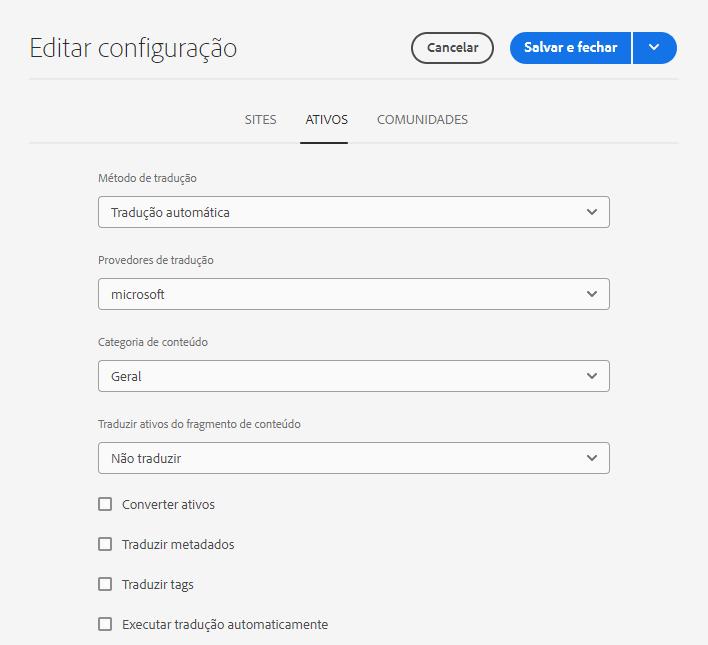 Editar configuração
Cancelar
Salvar e fechar
SITES
ATIVOS
COMUNIDADES
Método de tradução
Tradução automática
Provedores de tradução
microsoft
Categoria de conteúdo
Geral
Traduzir ativos do fragmento de conteúdo
Não traduzir
Converter ativos
Traduzir metadados
Traduzir tags
Executar tradução automaticamente